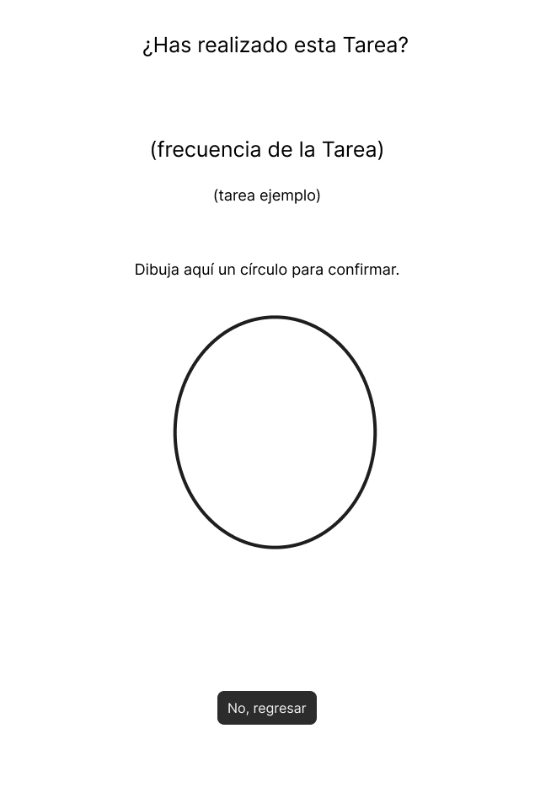 ¿Has realizado esta Tarea?
(frecuencia de la Tarea)
(tarea ejemplo)
Dibuja aquí un círculo para confirmar.
No, regresar